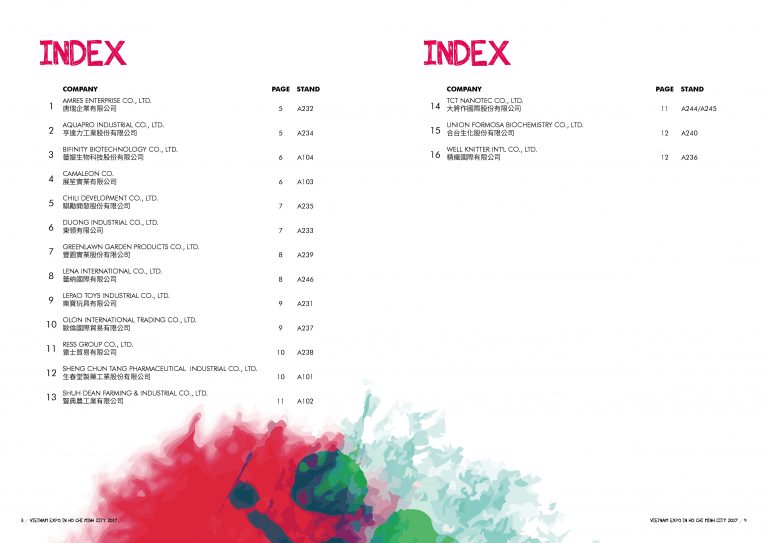 INDEX
COMPANY PAGE STAND
1 AMRES ENTERPRISE CO., LTD.
唐瑞企業有限公司 5 A232
2 AQUAPRO INDUSTRIAL CO., LTD.
亨達力工業股份有限公司 5 A234
3 BIFINITY BIOTECHNOLOGY CO., LTD.
薑嬑生物科技股份有限公司 6 A104
4 CAMALEON CO.
展笙實業有限公司 6 A103
5 CHILI DEVELOPMENT CO., LTD.
騏勵開發股份有限公司 7 A235
6 DUONG INDUSTRIAL CO., LTD.
東領有限公司 7 A233
7 GREENLAWN GARDEN PRODUCTS CO., LTD.
豐園實業股份有限公司 8 A239
8 LENA INTERNATIONAL CO., LTD.
蕾納國際有限公司 8 A246
9 LEPAO TOYS INDUSTRIAL CO., LTD.
樂寶玩具有限公司 9 A231
10 OLON INTERNATIONAL TRADING CO., LTD.
歐倫國際貿易有限公司 9 A237
11 RESS GROUP CO., LTD.
雷士貿易有限公司 10 A238
12 SHENG CHUN TANG PHARMACEUTICAL INDUSTRIAL CO., LTD.
生春堂製藥工業股份有限公司 10 A101
13 SHUH DEAN FARMING & INDUSTRIAL CO., LTD.
豎典農工業有限公司 11 A102
3 / VIETNAM EXPO IN HO CHI MINH CITY 2017
INDEX
COMPANY PAGE STAND
14 TCT NANOTEC CO., LTD.
大將作國際股份有限公司 11 A244/A245
15 UNION FORMOSA BIOCHEMISTRY CO., LTD.
合台生化股份有限公司 12 A240
16 WELL KNITTER INT'L CO., LTD.
精織國際有限公司 12 A236
VIETNAM EXPO IN HO CHI MINH CITY 2017 / 4